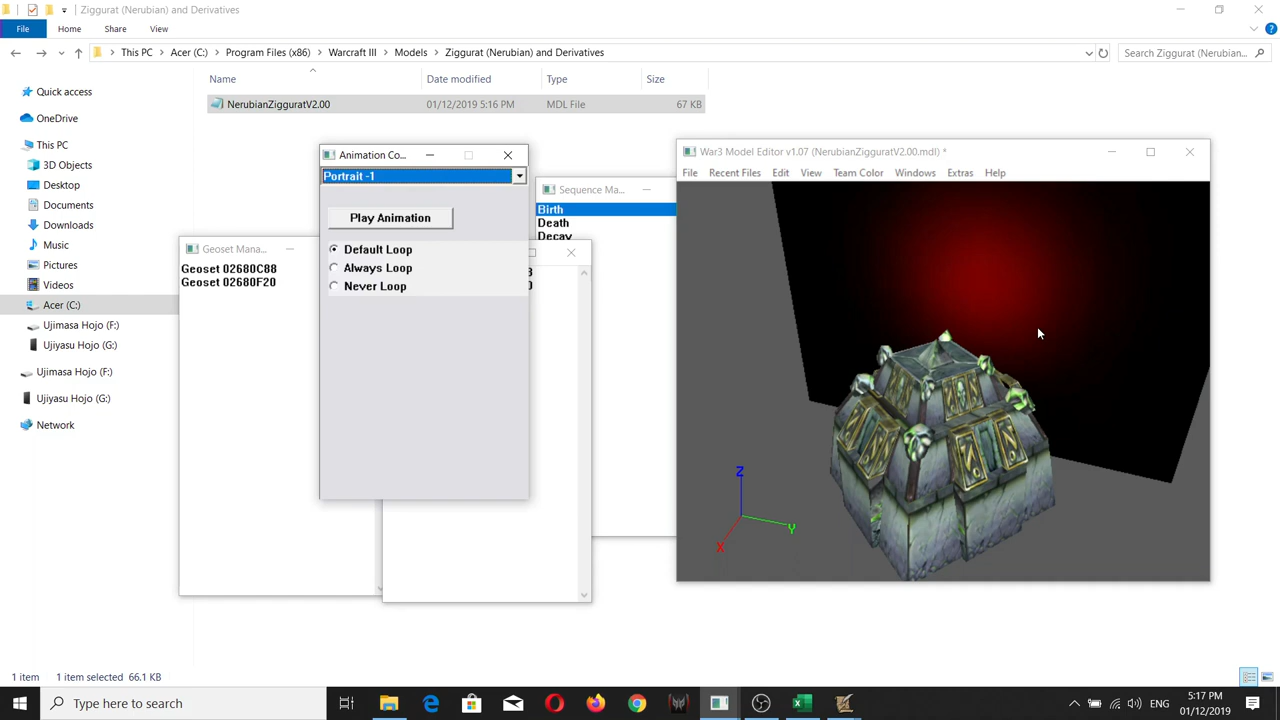 Ziggurat (Nerubian) and Derivatives
File Home Share View
This PC Acer (C:) Program Files (x86) Warcraft III Models Ziggurat (Nerubian) and Derivatives
Search Ziggurat (Nerubian...
Name Date modified Type Size
NerubianZigguratV2.00 01/12/2019 5:16 PM MDL File 67 KB
Quick access
OneDrive
This PC
3D Objects
Desktop
Documents
Downloads
Music
Pictures
Videos
Acer (C:)
Ujimasa Hojo (F:)
Ujiyasu Hojo (G:)
Ujimasa Hojo (F:)
Ujiyasu Hojo (G:)
Network
Geoset Mana...
Geoset 02680C88
Geoset 02680F20
Animation Co...
Portrait -1
Play Animation
Default Loop
Always Loop
Never Loop
Sequence Ma...
Birth
Death
Decay
War3 Model Editor v1.07 (NerubianZigguratV2.00.mdl) *
File Recent Files Edit View Team Color Windows Extras Help
Z
Y
X
1 item 1 item selected 66.1 KB
Type here to search
ENG
5:17 PM
01/12/2019